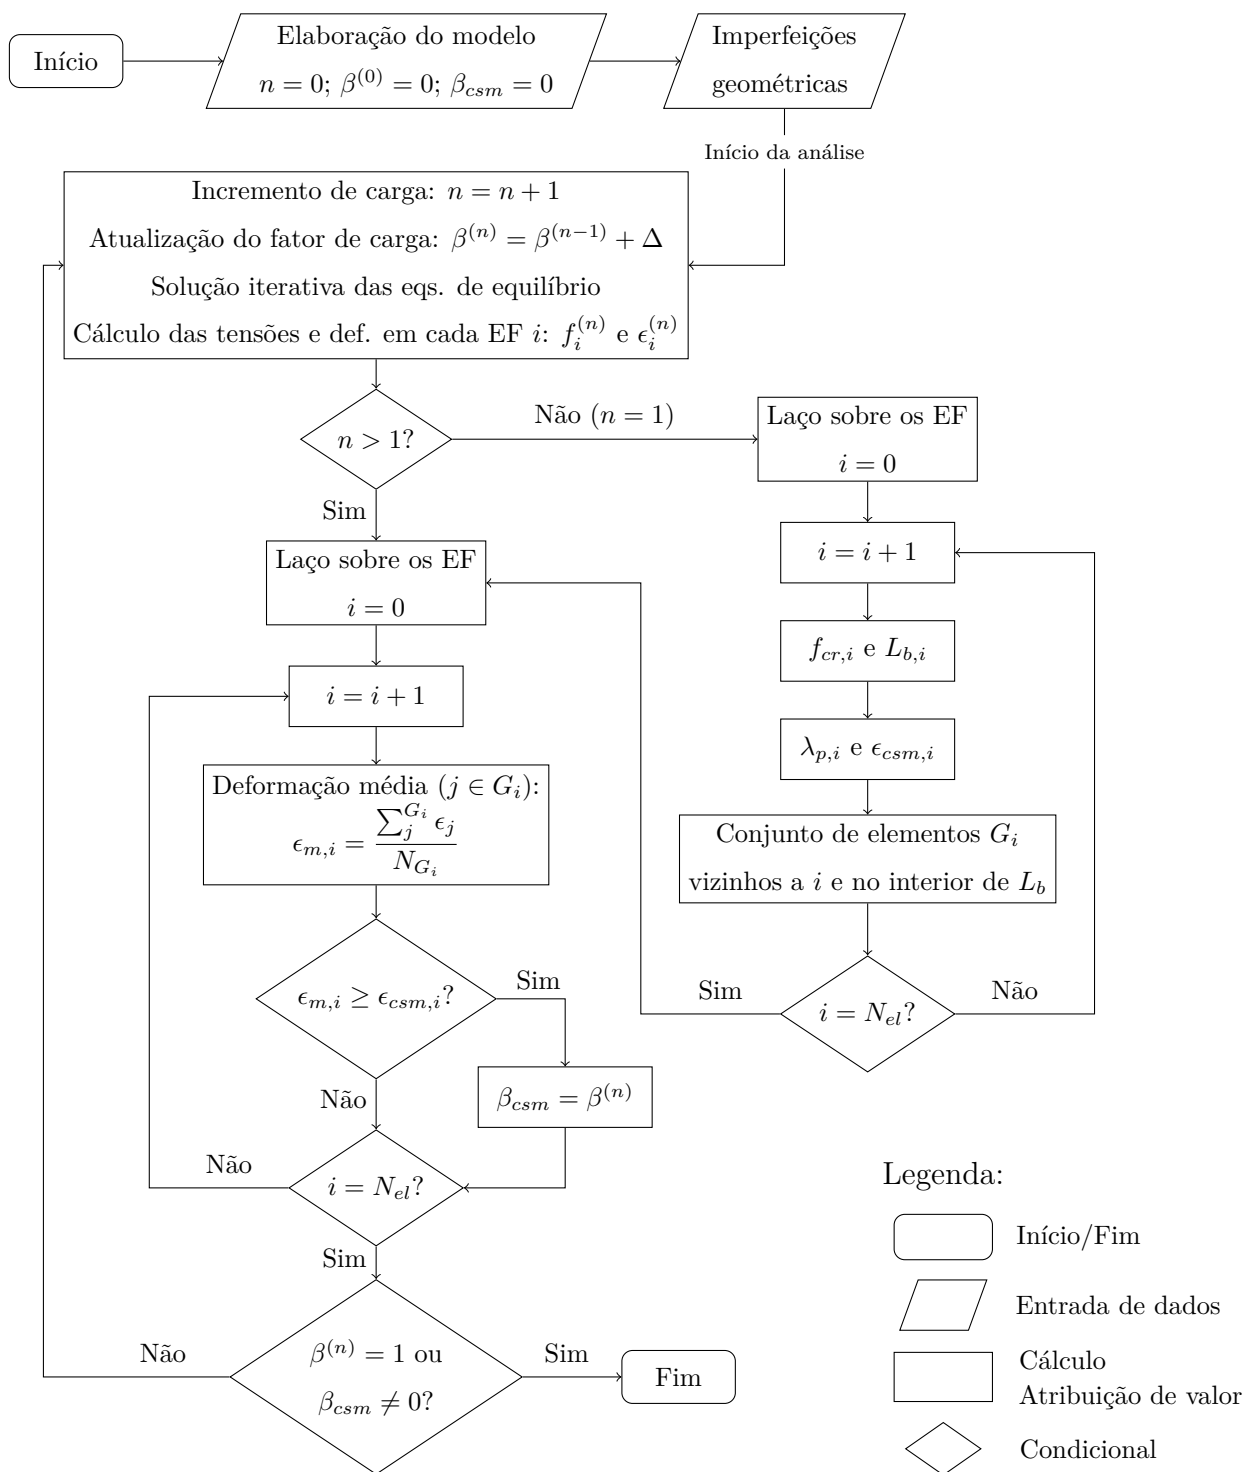 Início
Elaboração do modelo
n = 0; β^(0) = 0; β_csm = 0
Imperfeições
geométricas
Início da análise
Incremento de carga: n = n + 1
Atualização do fator de carga: β^(n) = β^(n−1) + Δ
Solução iterativa das eqs. de equilíbrio
Cálculo das tensões e def. em cada EF i: f_i^(n) e ϵ_i^(n)
n > 1?
Não (n = 1)
Sim
Laço sobre os EF
i = 0
i = i + 1
f_cr,i e L_b,i
λ_p,i e ϵ_csm,i
Conjunto de elementos G_i
vizinhos a i e no interior de L_b
i = N_el?
Sim
Não
Laço sobre os EF
i = 0
i = i + 1
Deformação média (j ∈ G_i):
ϵ_m,i = ∑_j^G_i ϵ_j / N_G_i
ϵ_m,i ≥ ϵ_csm,i?
Sim
Não
β_csm = β^(n)
i = N_el?
Não
Sim
β^(n) = 1 ou
β_csm ≠ 0?
Não
Sim
Fim
Legenda:
Início/Fim
Entrada de dados
Cálculo
Atribuição de valor
Condicional